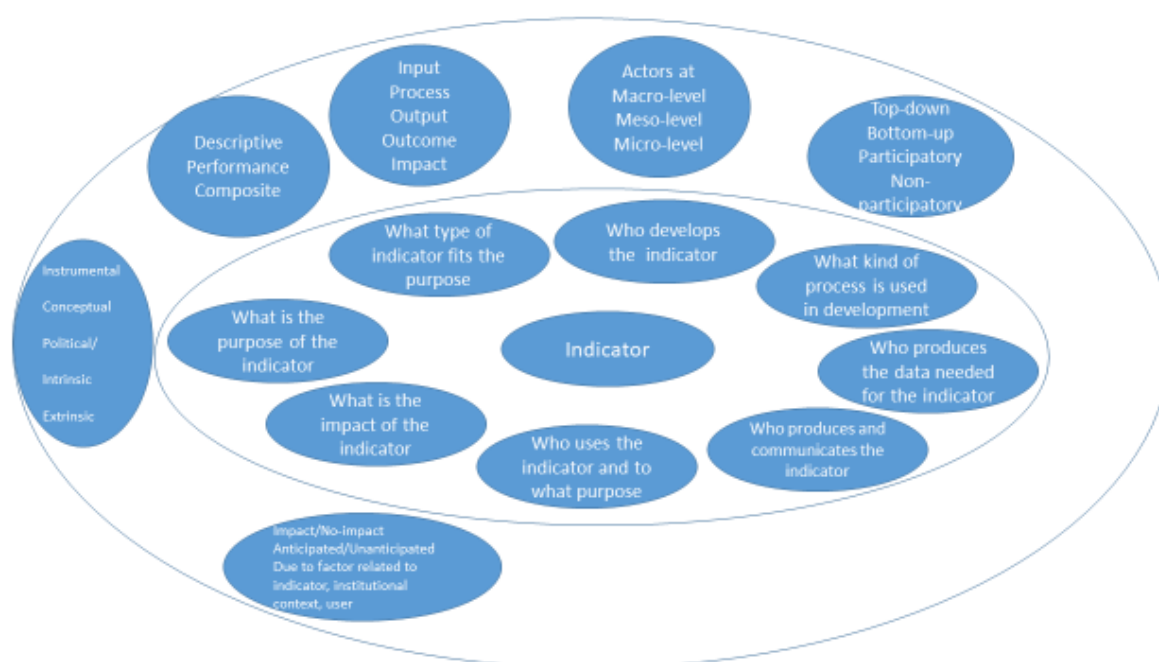 Input
Process
Output
Outcome
Impact
Actors at
Macro-level
Meso-level
Micro-level
Top-down
Bottom-up
Participatory
Non-
participatory
Descriptive
Performance
Composite
What type of
indicator fits the
purpose
Who develops
the indicator
What kind of
process is used
in development
Instrumental
Conceptual
Political/
Intrinsic
Extrinsic
What is the
purpose of the
indicator
Indicator
Who produces
the data needed
for the indicator
What is the
impact of the
indicator
Who uses the
indicator and to
what purpose
Who produces and
communicates the
indicator
Impact/No-impact
Anticipated/Unanticipated
Due to factor related to
indicator, institutional
context, user